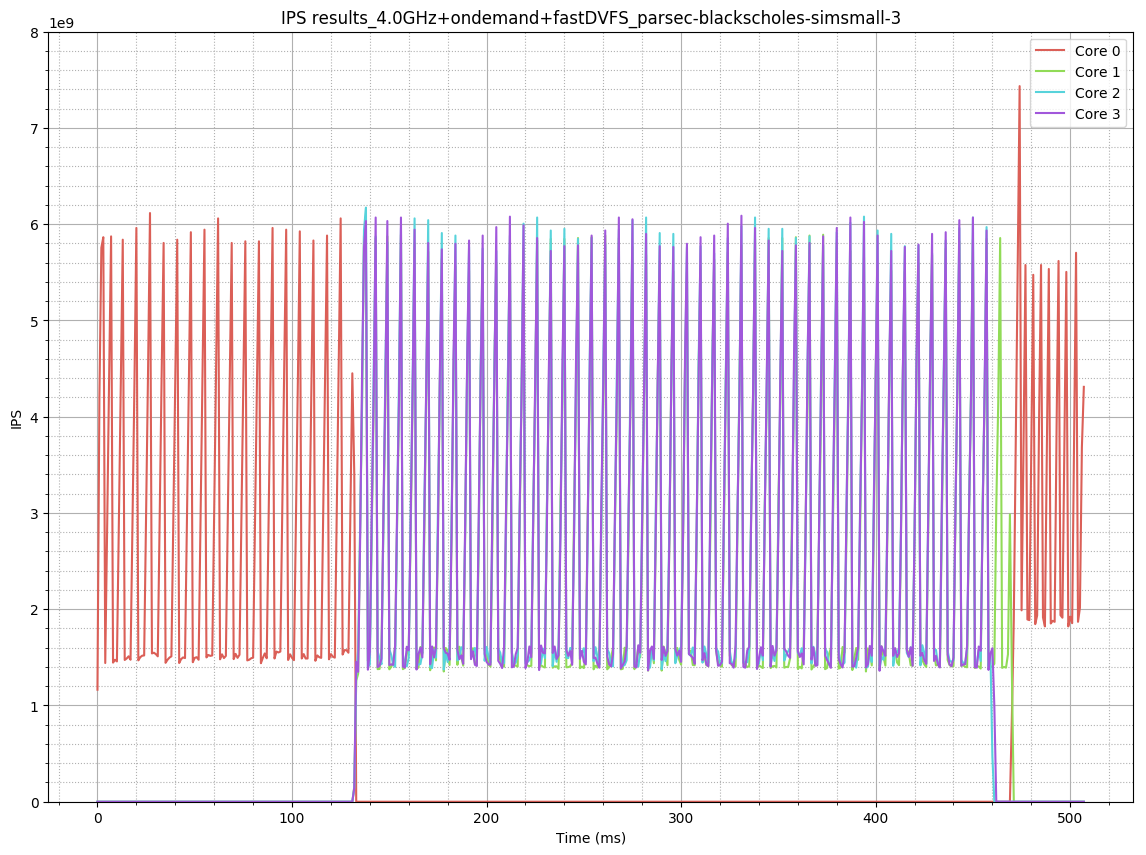 IPS results_4.0GHz+ondemand+fastDVFS_parsec-blackscholes-simsmall-3
1e9
8
7
6
5
4
3
2
1
0
IPS
0 100 200 300 400 500
Time (ms)
Core 0
Core 1
Core 2
Core 3